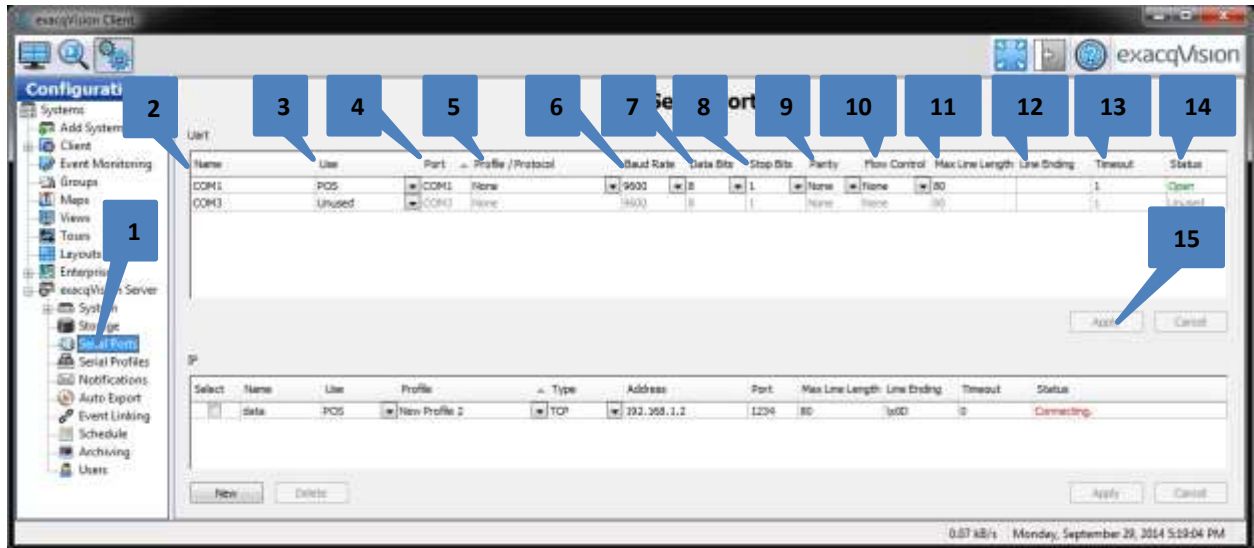 exacqVision Client
exacqVision
Configurati
2 3 4 5 6 7 8 9 10 11 12 13 14
Systems
Add System
Client
Event Monitoring
Groups
Maps
Views
Tours
Layouts
Enterpris
exacqVision Server
System
Storage
Serial Ports
Serial Profiles
Notifications
Auto Export
Event Linking
Schedule
Archiving
Users
1
Uart
Name Use Port Profile / Protocol Baud Rate Data Bits Stop Bits Parity Flow Control Max Line Length Line Ending Timeout Status
COM1 POS COM1 None 9600 8 1 None None 80 1 Open
COM3 Unused COM3 None 9600 8 1 None None 80 1 Unused
15
Apply Cancel
IP
Select Name Use Profile Type Address Port Max Line Length Line Ending Timeout Status
data POS New Profile 2 TCP 192.168.1.2 1234 80 \x0D 0 Connecting.
New Delete Apply Cancel
0.07 kB/s Monday, September 29, 2014 5:19:04 PM